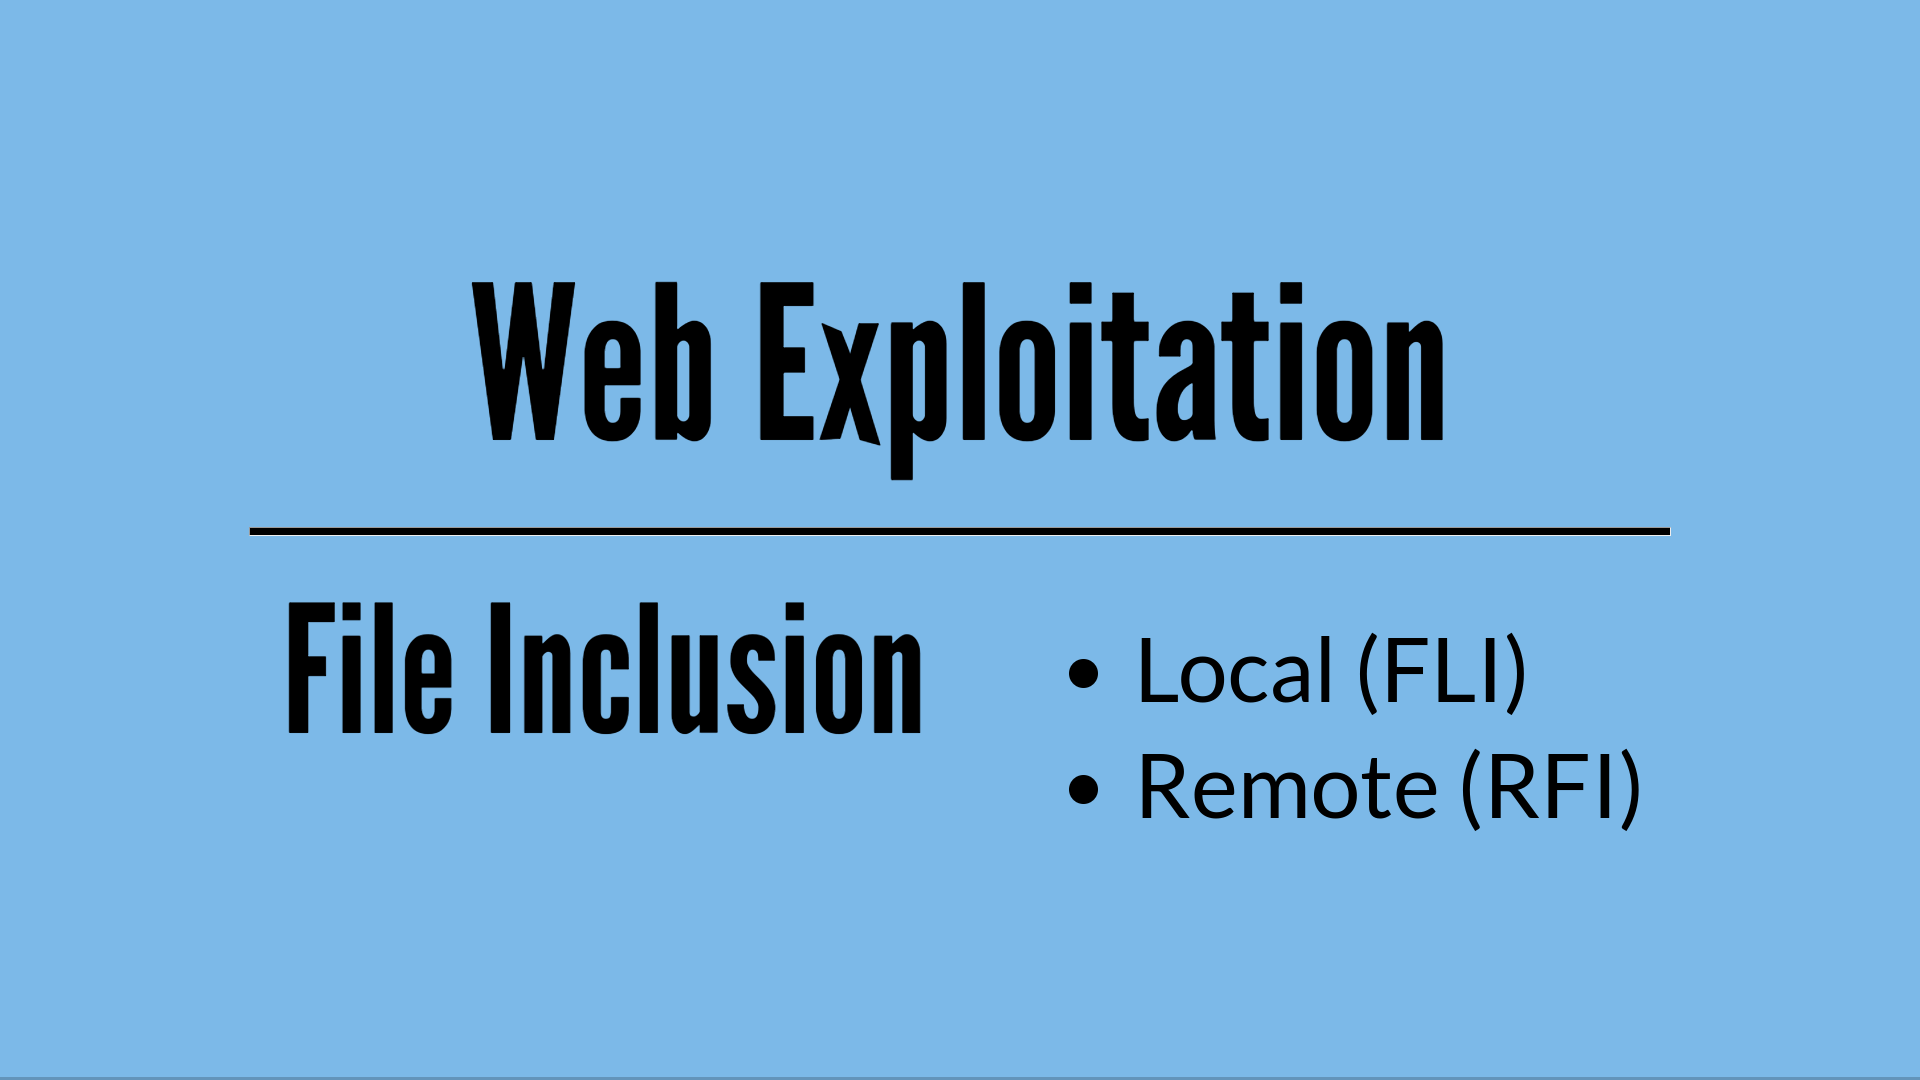 Web Exploitation
File Inclusion
• Local (FLI)
• Remote (RFI)